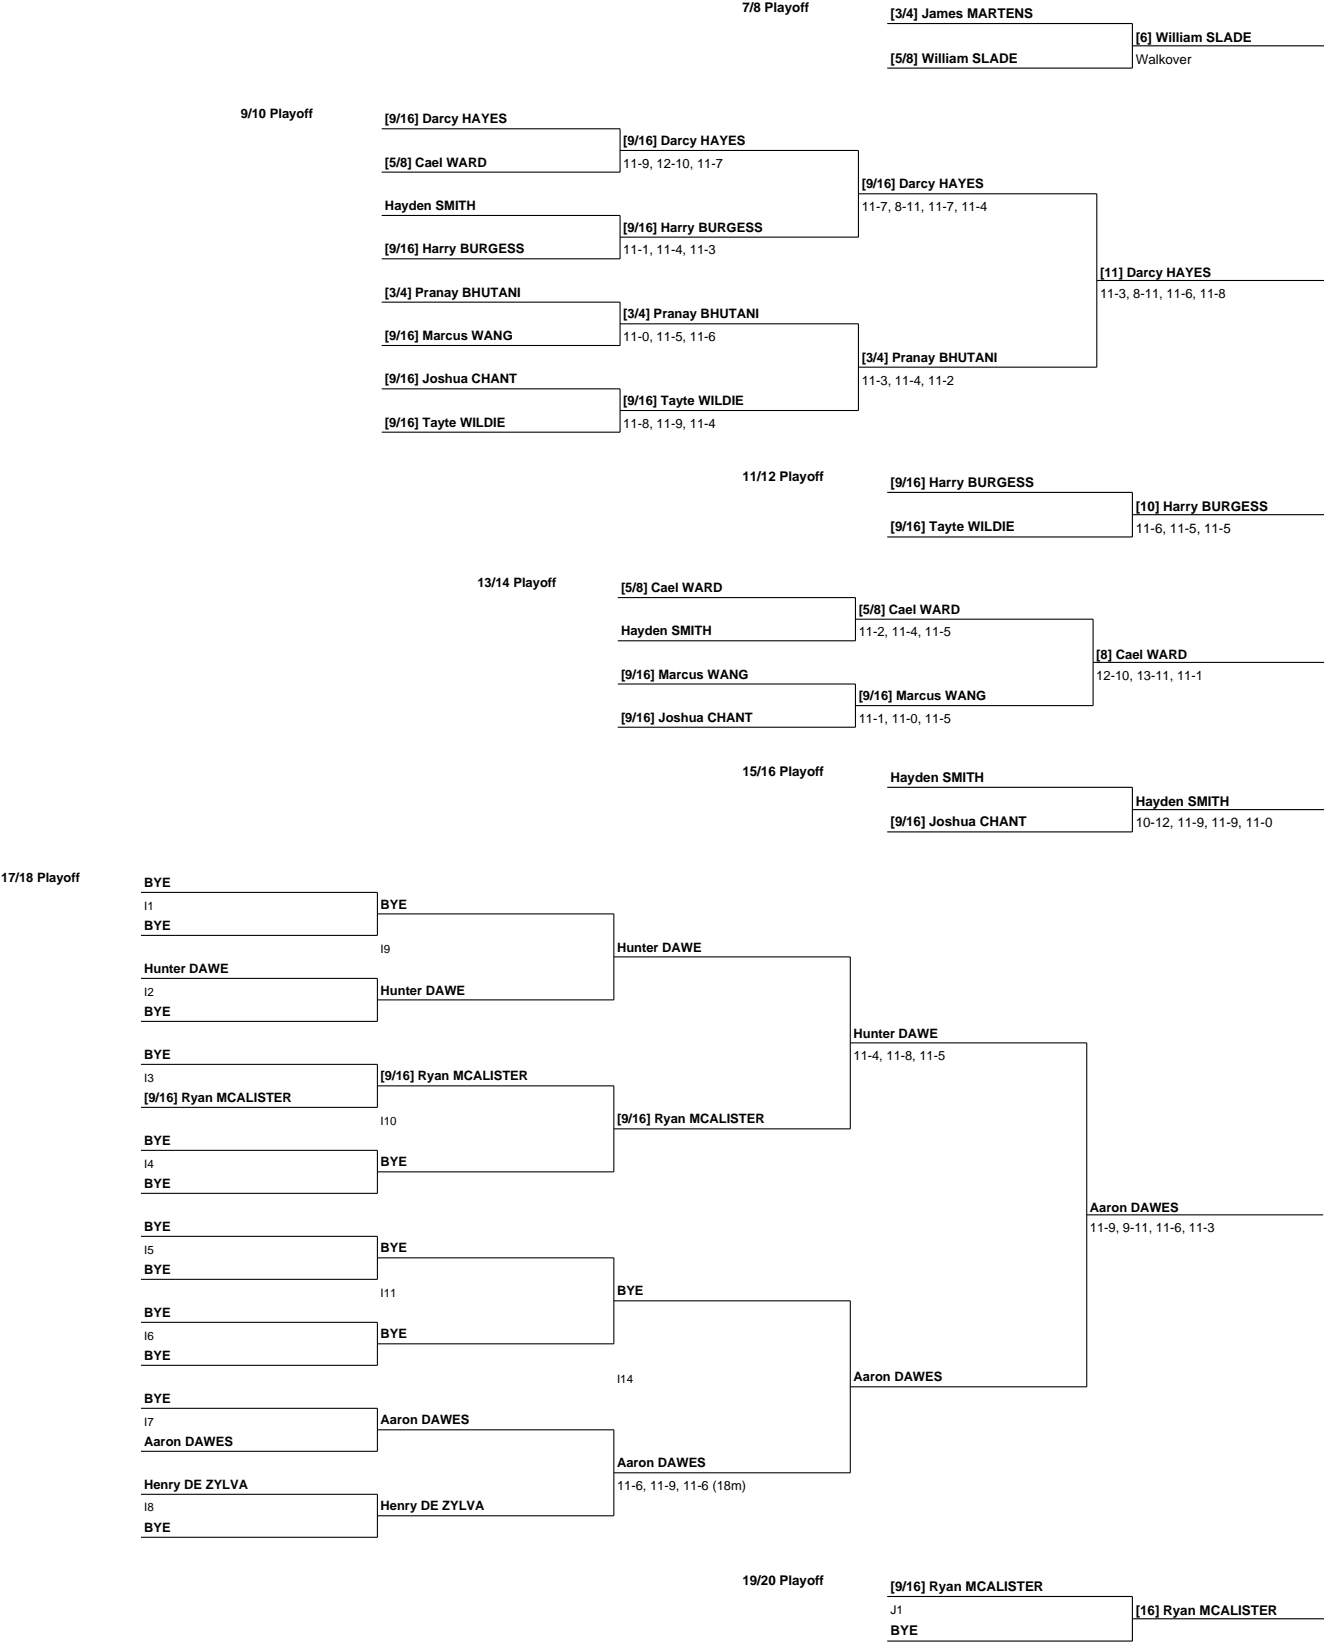 7/8 Playoff
[3/4] James MARTENS
[6] William SLADE
[5/8] William SLADE
Walkover
9/10 Playoff
[9/16] Darcy HAYES
[9/16] Darcy HAYES
[5/8] Cael WARD
11-9, 12-10, 11-7
[9/16] Darcy HAYES
Hayden SMITH
11-7, 8-11, 11-7, 11-4
[9/16] Harry BURGESS
[9/16] Harry BURGESS
11-1, 11-4, 11-3
[11] Darcy HAYES
[3/4] Pranay BHUTANI
11-3, 8-11, 11-6, 11-8
[3/4] Pranay BHUTANI
[9/16] Marcus WANG
11-0, 11-5, 11-6
[3/4] Pranay BHUTANI
[9/16] Joshua CHANT
11-3, 11-4, 11-2
[9/16] Tayte WILDIE
[9/16] Tayte WILDIE
11-8, 11-9, 11-4
11/12 Playoff
[9/16] Harry BURGESS
[10] Harry BURGESS
[9/16] Tayte WILDIE
11-6, 11-5, 11-5
13/14 Playoff
[5/8] Cael WARD
[5/8] Cael WARD
Hayden SMITH
11-2, 11-4, 11-5
[8] Cael WARD
[9/16] Marcus WANG
12-10, 13-11, 11-1
[9/16] Marcus WANG
[9/16] Joshua CHANT
11-1, 11-0, 11-5
15/16 Playoff
Hayden SMITH
Hayden SMITH
[9/16] Joshua CHANT
10-12, 11-9, 11-9, 11-0
17/18 Playoff
BYE
I1
BYE
BYE
I9
Hunter DAWE
Hunter DAWE
I2
Hunter DAWE
BYE
Hunter DAWE
BYE
11-4, 11-8, 11-5
I3
[9/16] Ryan MCALISTER
[9/16] Ryan MCALISTER
I10
[9/16] Ryan MCALISTER
BYE
I4
BYE
BYE
Aaron DAWES
BYE
11-9, 9-11, 11-6, 11-3
I5
BYE
BYE
I11
BYE
BYE
I6
BYE
BYE
I14
Aaron DAWES
BYE
I7
Aaron DAWES
Aaron DAWES
Aaron DAWES
Henry DE ZYLVA
11-6, 11-9, 11-6 (18m)
I8
Henry DE ZYLVA
BYE
19/20 Playoff
[9/16] Ryan MCALISTER
J1
[16] Ryan MCALISTER
BYE